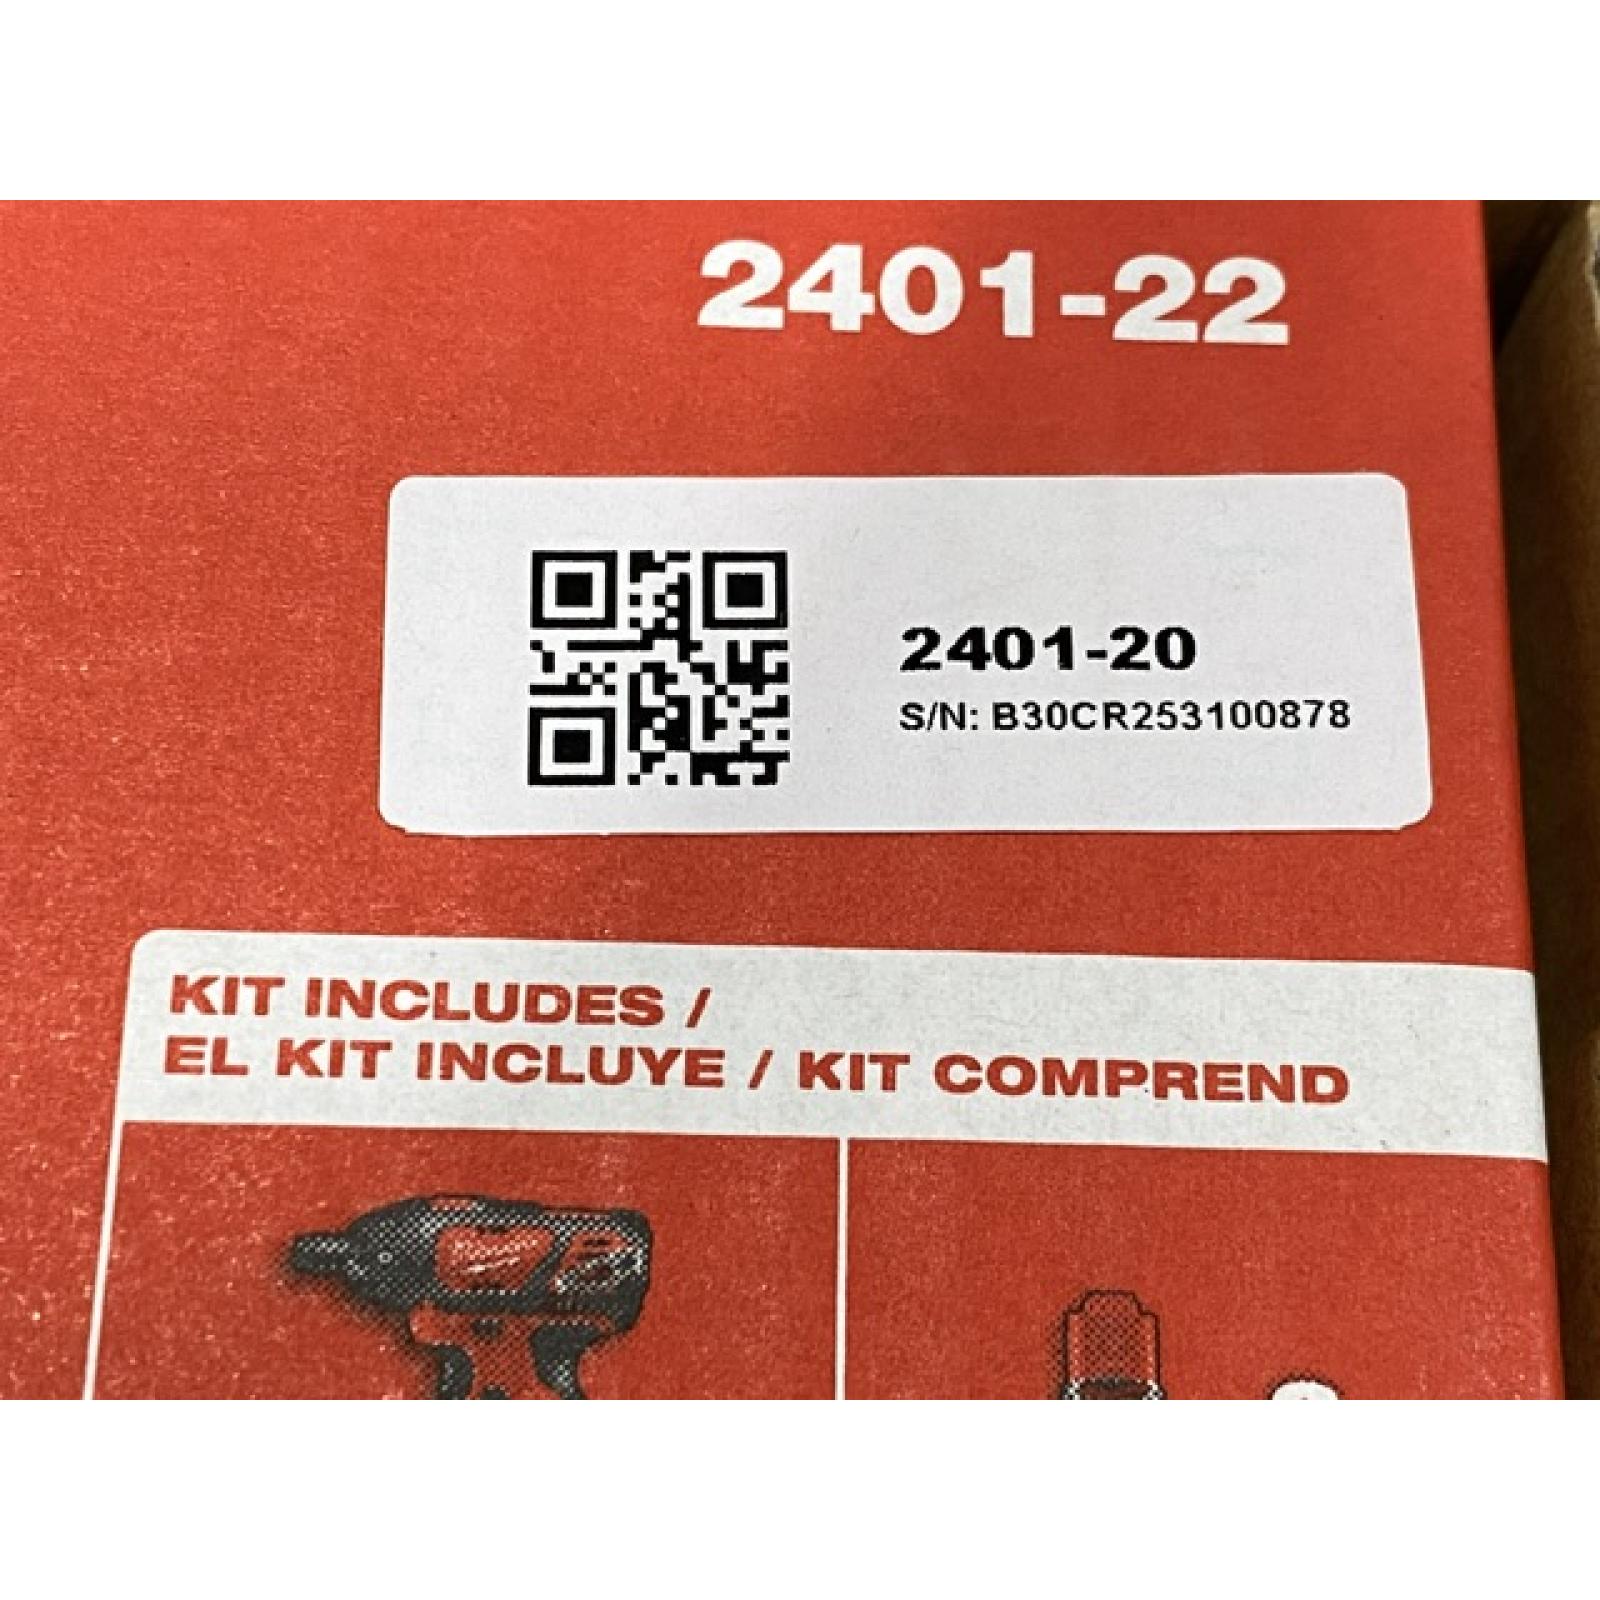 2401-22
2401-20
S/N: B30CR253100878
KIT INCLUDES /
EL KIT INCLUYE / KIT COMPREND